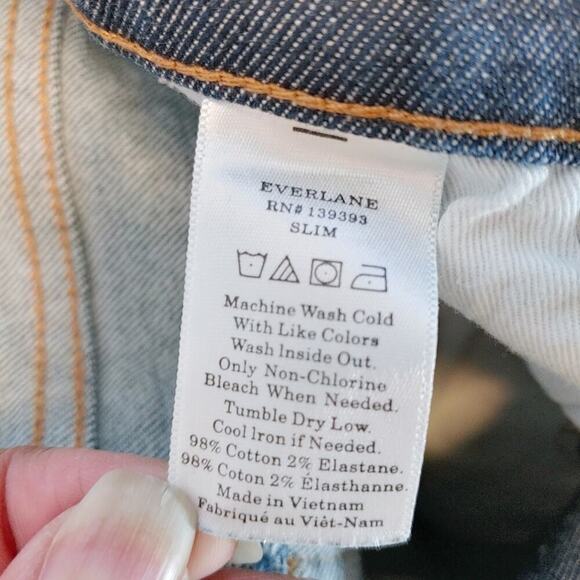 EVERLANE
RN# 139393
SLIM
Machine Wash Cold
With Like Colors
Wash Inside Out.
Only Non-Chlorine
Bleach When Needed.
Tumble Dry Low.
Cool Iron if Needed.
98% Cotton 2% Elastane.
98% Coton 2% Élasthanne.
Made in Vietnam
Fabriqué au Viêt-Nam